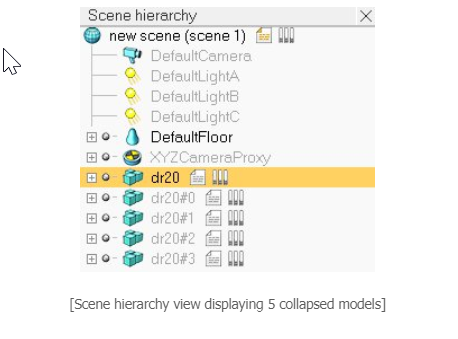 Scene hierarchy
new scene (scene 1)
DefaultCamera
DefaultLightA
DefaultLightB
DefaultLightC
DefaultFloor
XYZCameraProxy
dr20
dr20#0
dr20#1
dr20#2
dr20#3
[Scene hierarchy view displaying 5 collapsed models]